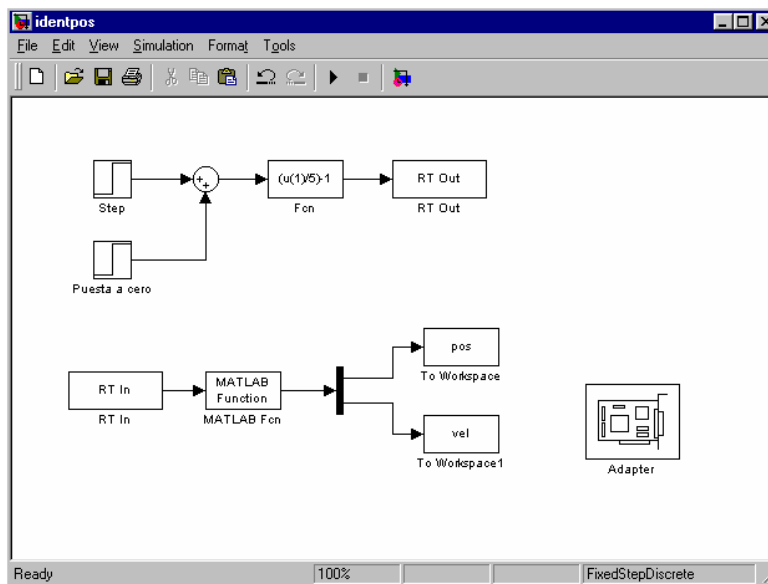 identpos
File Edit View Simulation Format Tools
+
+
(u(1)/5)-1
RT Out
Step
Fcn
RT Out
Puesta a cero
pos
To Workspace
RT In
MATLAB
Function
RT In
MATLAB Fcn
vel
To Workspace1
Adapter
Ready
100%
FixedStepDiscrete